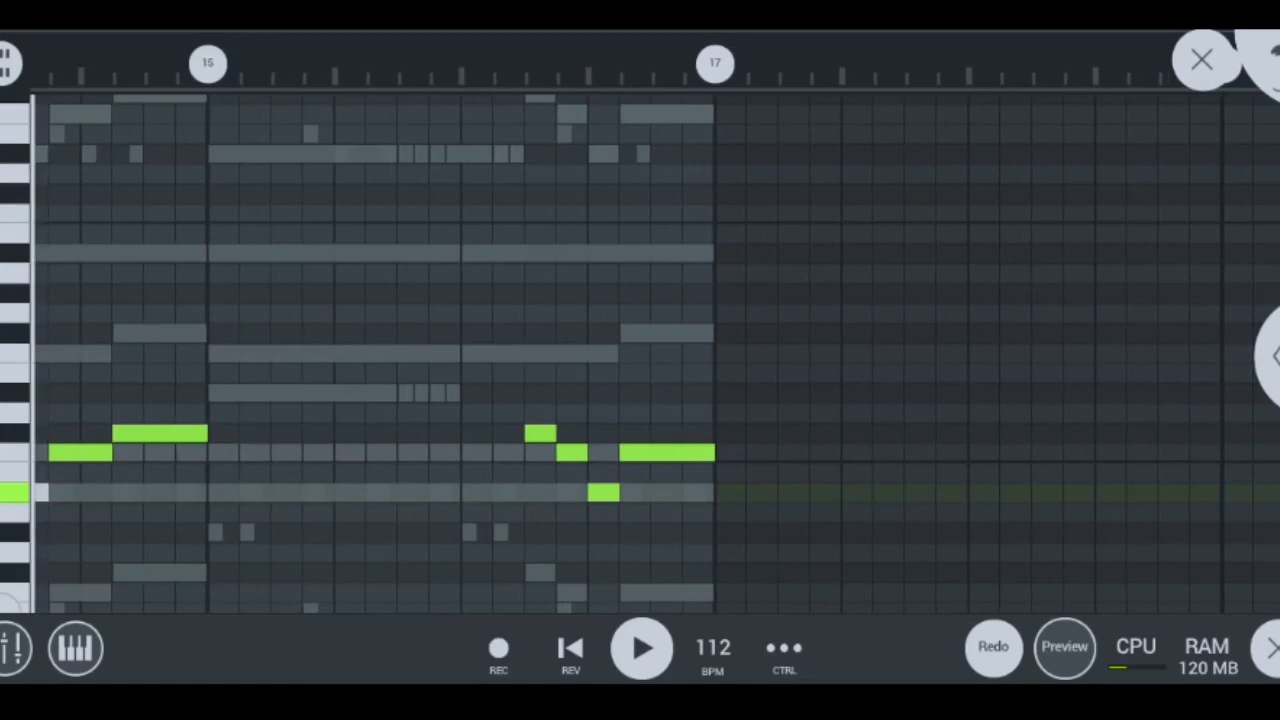 15
17
REC
REV
112
BPM
CTRL
Redo
Preview
CPU
RAM
120 MB